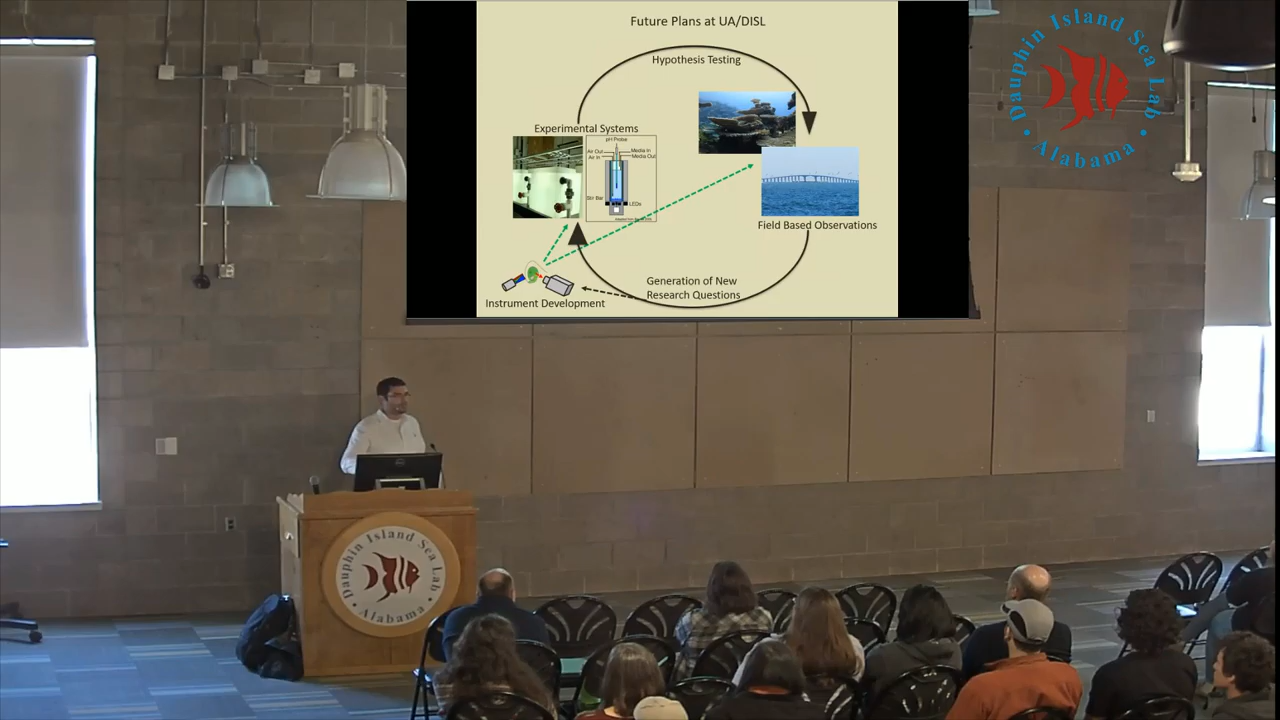 Future Plans at UA/DISL
Hypothesis Testing
Experimental Systems
pH Probe
Air Out
Media In
Air In
Media Out
Stir Bar
LEDs
Field Based Observations
Generation of New
Research Questions
Instrument Development
Dauphin Island Sea Lab
Alabama
Dauphin Island Sea Lab
Alabama